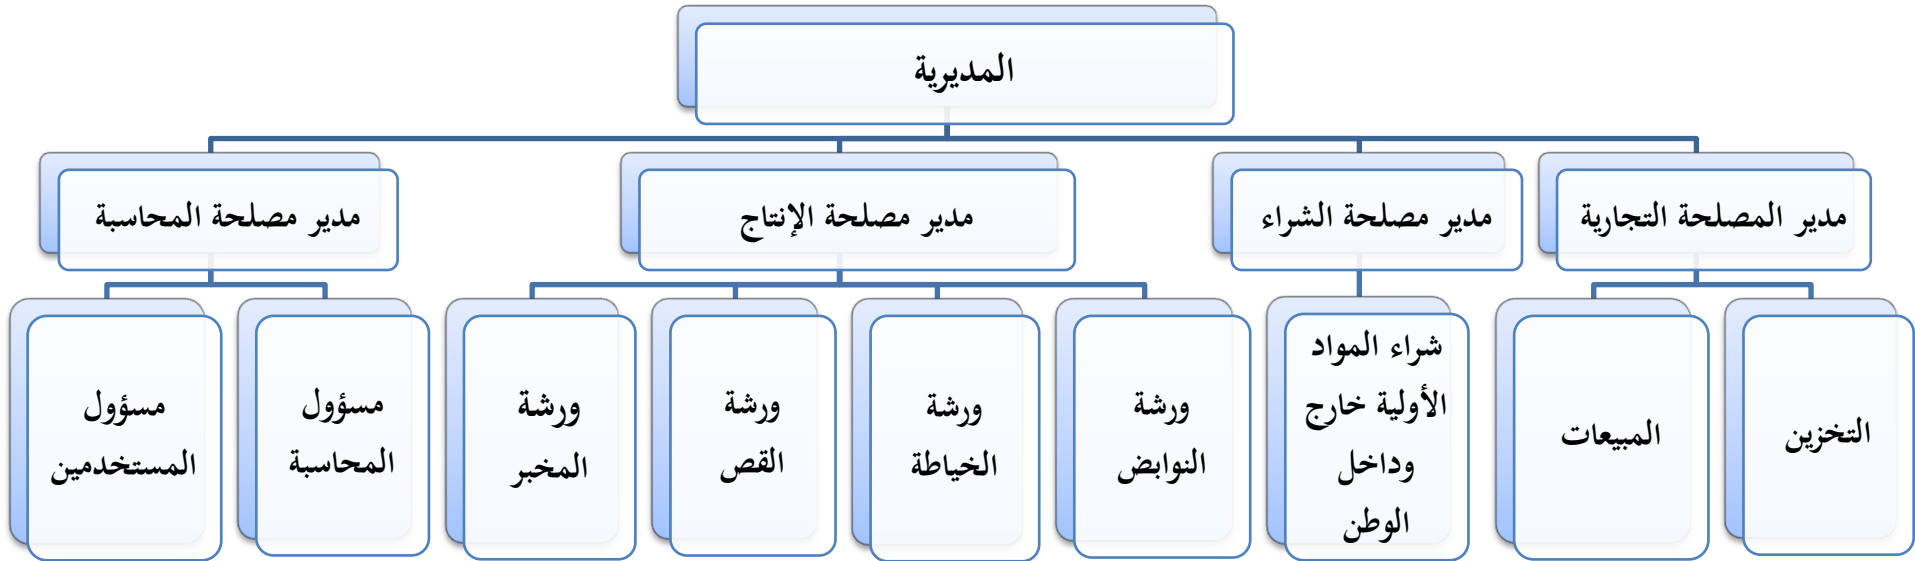 المديرية
مدير المصلحة التجارية
مدير مصلحة الشراء
مدير مصلحة الإنتاج
مدير مصلحة المحاسبة
التخزين
المبيعات
شراء المواد
الأولية خارج
وداخل
الوطن
ورشة
النوابض
ورشة
الخياطة
ورشة
القص
ورشة
المخبر
مسؤول
المحاسبة
مسؤول
المستخدمين